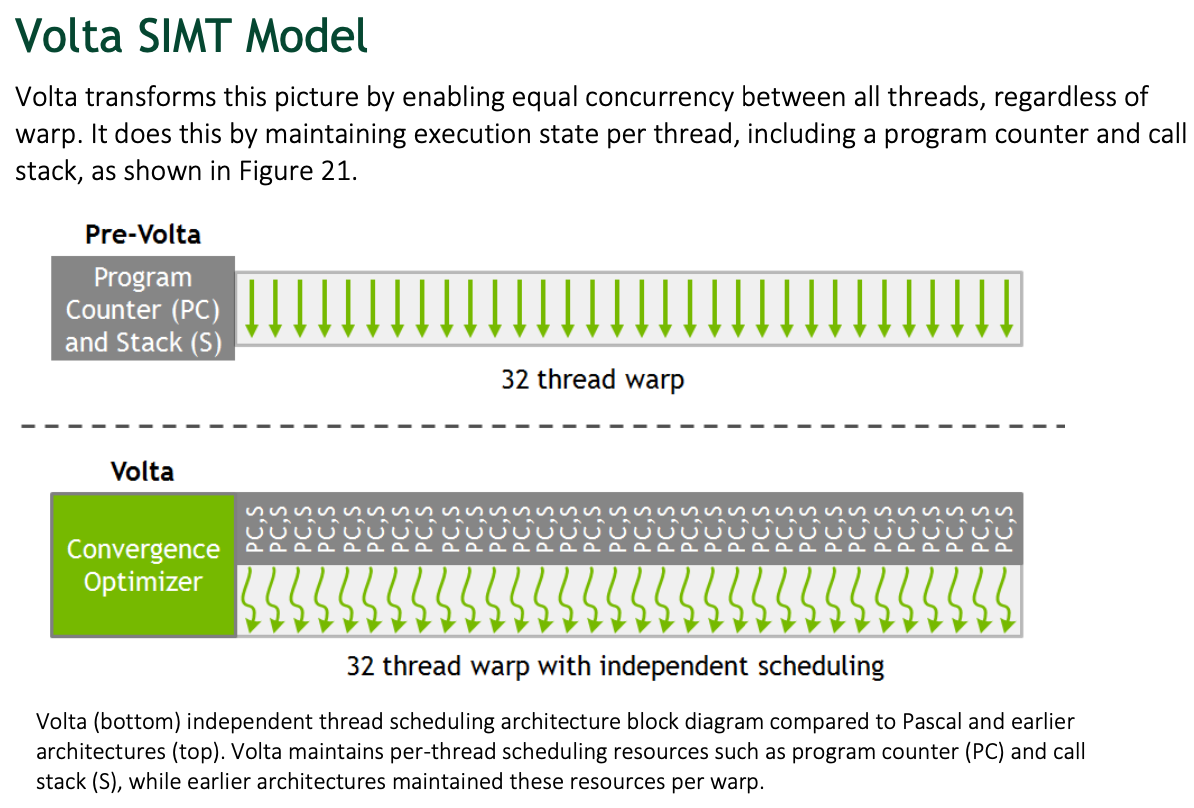 Volta SIMT Model
Volta transforms this picture by enabling equal concurrency between all threads, regardless of
warp. It does this by maintaining execution state per thread, including a program counter and call
stack, as shown in Figure 21.
Pre-Volta
Program
Counter (PC)
and Stack (S)
32 thread warp
Volta
Convergence
Optimizer
PC,S PC,S PC,S PC,S PC,S PC,S PC,S PC,S PC,S PC,S PC,S PC,S PC,S PC,S PC,S PC,S PC,S PC,S PC,S PC,S PC,S PC,S PC,S PC,S PC,S PC,S PC,S PC,S PC,S PC,S PC,S PC,S
32 thread warp with independent scheduling
Volta (bottom) independent thread scheduling architecture block diagram compared to Pascal and earlier
architectures (top). Volta maintains per-thread scheduling resources such as program counter (PC) and call
stack (S), while earlier architectures maintained these resources per warp.